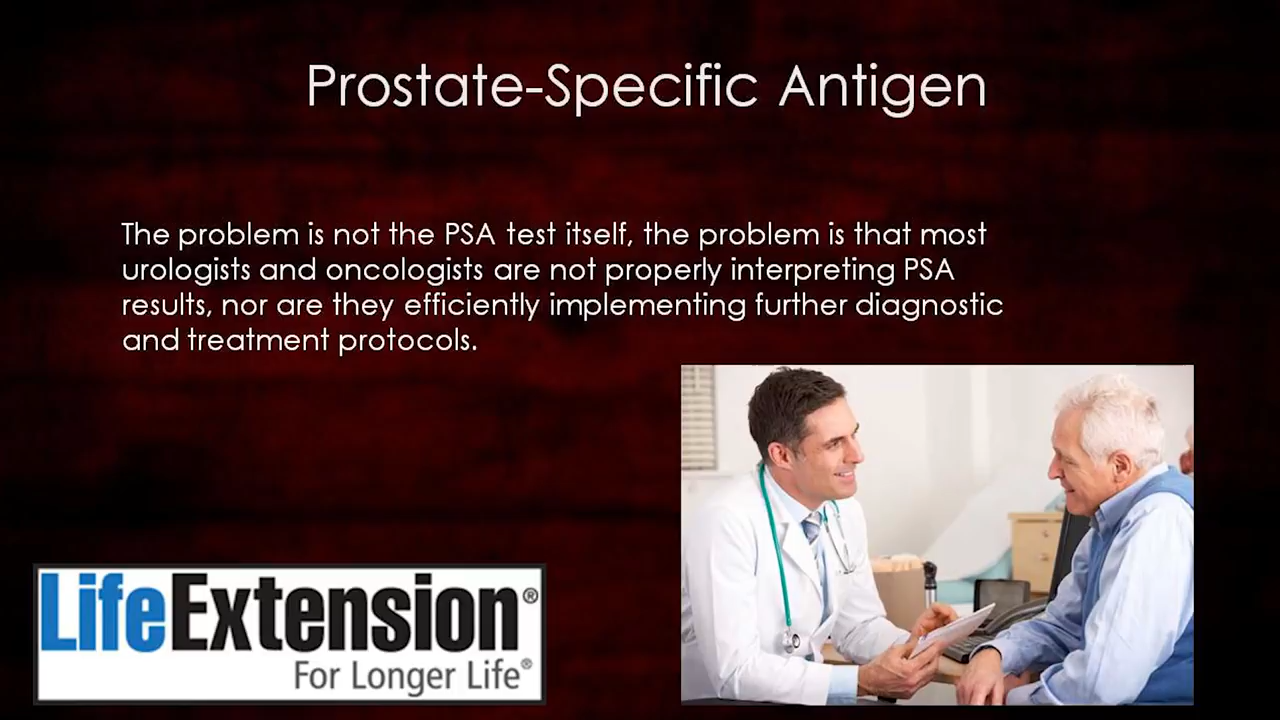 Prostate-Specific Antigen
The problem is not the PSA test itself, the problem is that most
urologists and oncologists are not properly interpreting PSA
results, nor are they efficiently implementing further diagnostic
and treatment protocols.
LifeExtension®
For Longer Life®